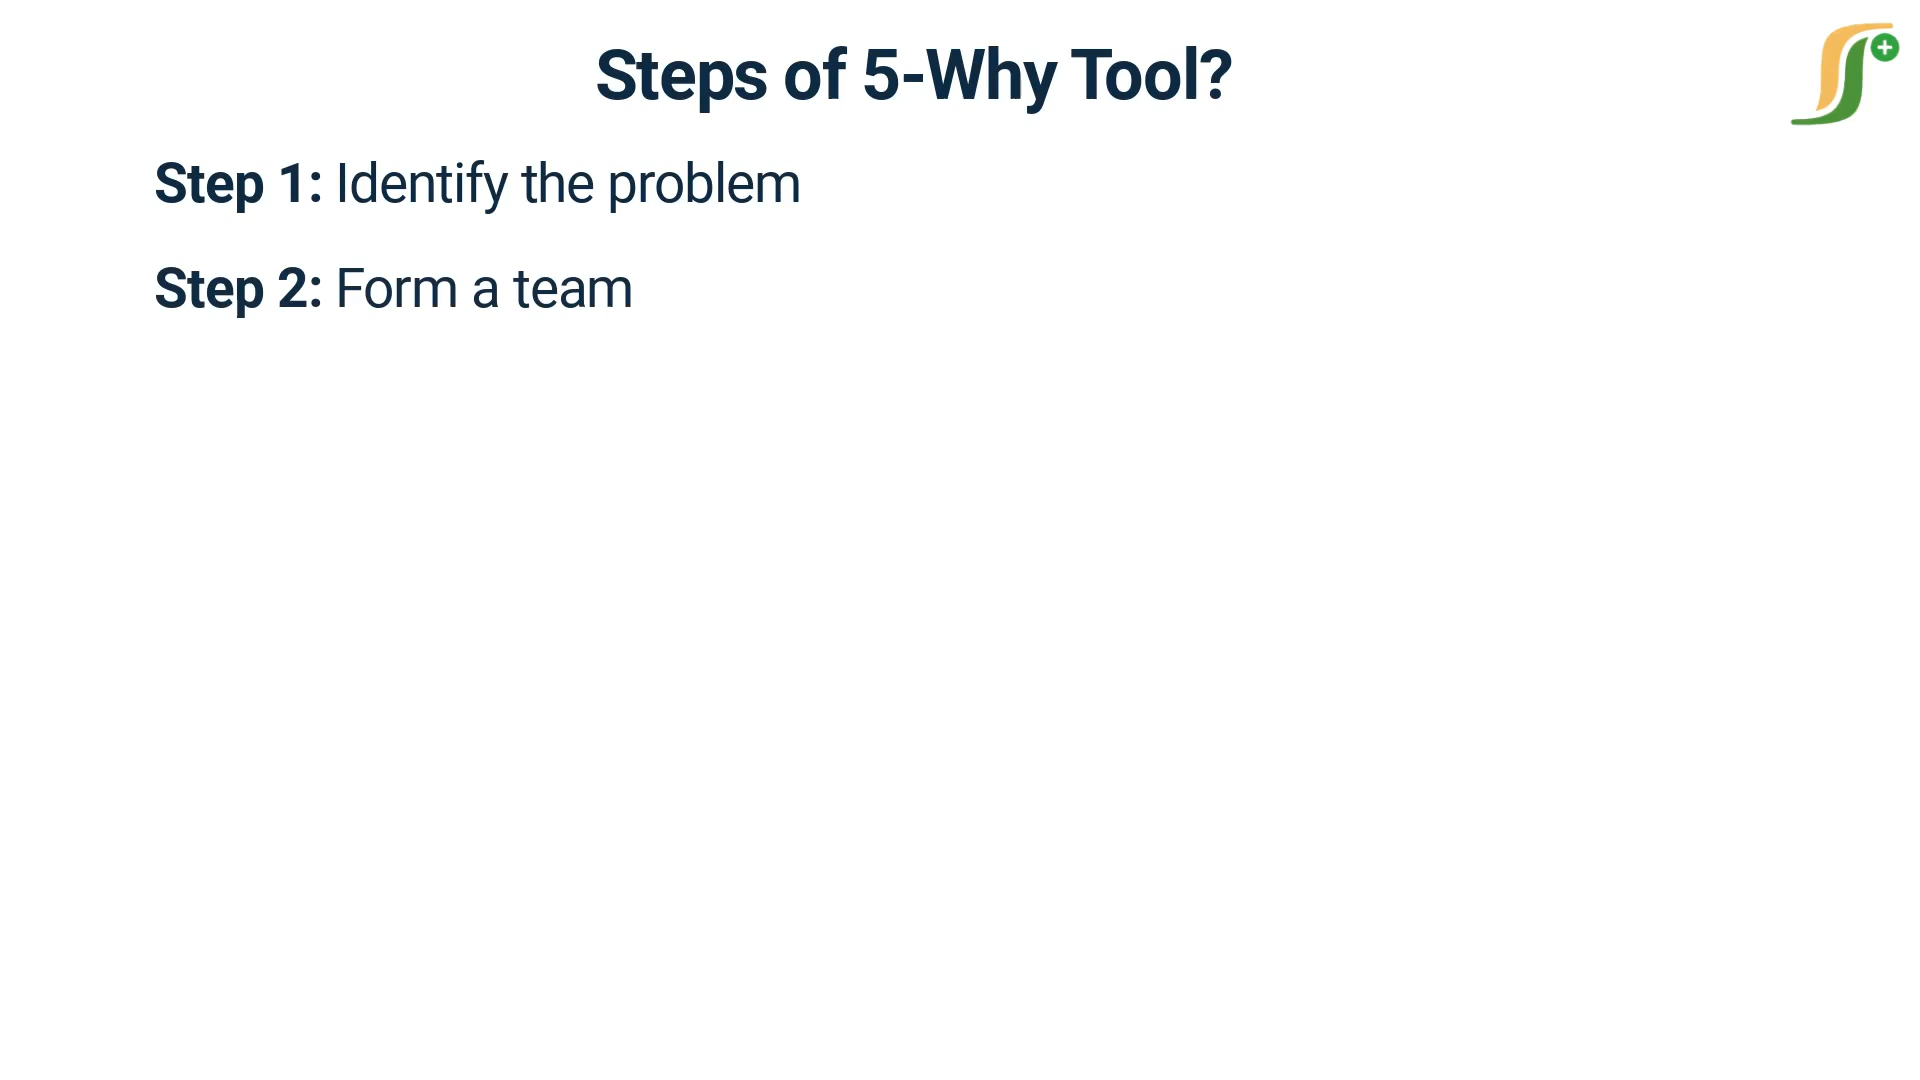 Steps of 5-Why Tool?
Step 1: Identify the problem
Step 2: Form a team